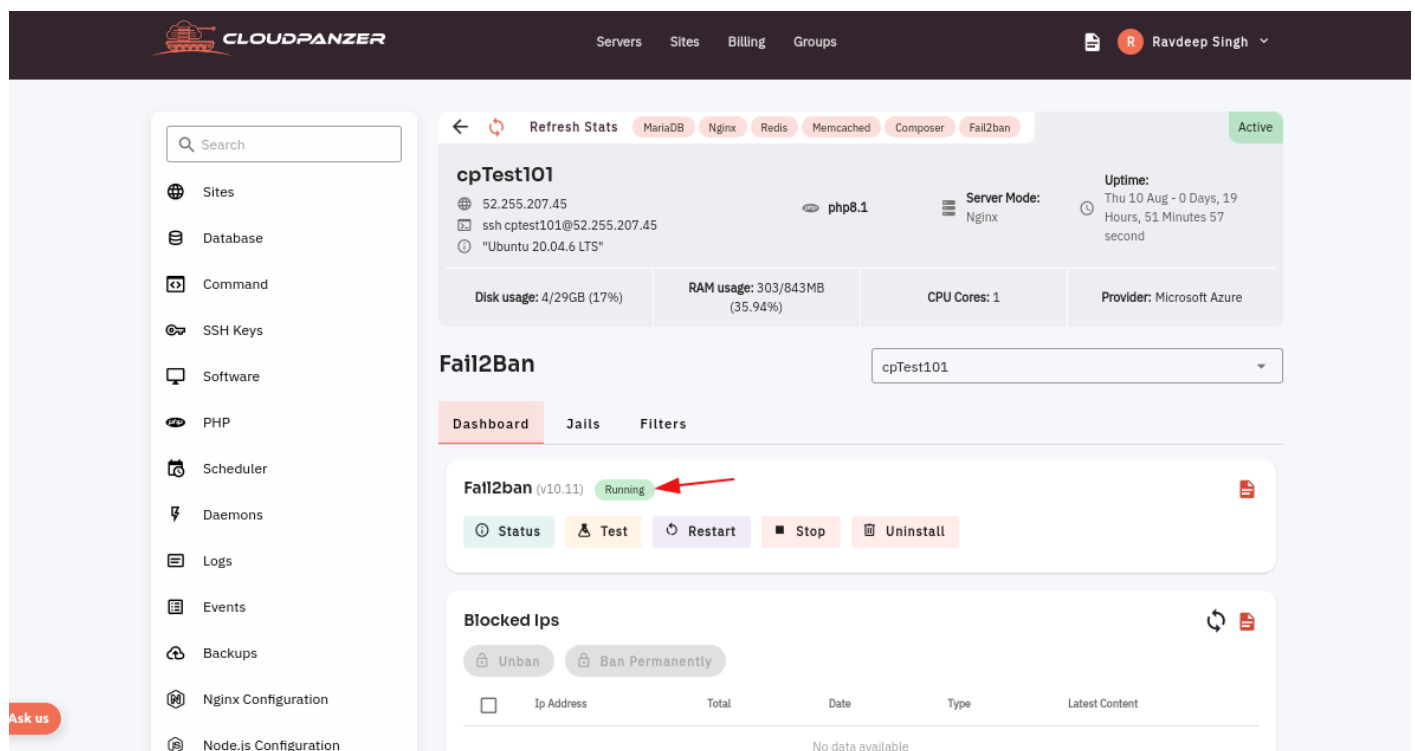 CLOUDPANZER
Servers Sites Billing Groups
R Ravdeep Singh
Search
Sites
Database
Command
SSH Keys
Software
PHP
Scheduler
Daemons
Logs
Events
Backups
Nginx Configuration
Node.js Configuration
Ask us
Refresh Stats MariaDB Nginx Redis Memcached Composer Fail2ban Active
cpTest101
52.255.207.45
ssh cptest101@52.255.207.45
"Ubuntu 20.04.6 LTS"
php php8.1
Server Mode:
Nginx
Uptime:
Thu 10 Aug - 0 Days, 19
Hours, 51 Minutes 57
second
Disk usage: 4/29GB (17%)
RAM usage: 303/843MB
(35.94%)
CPU Cores: 1
Provider: Microsoft Azure
Fail2Ban
cpTest101
Dashboard Jails Filters
Fail2ban (v10.11) Running
Status Test Restart Stop Uninstall
Blocked Ips
Unban Ban Permanently
Ip Address Total Date Type Latest Content
No data available